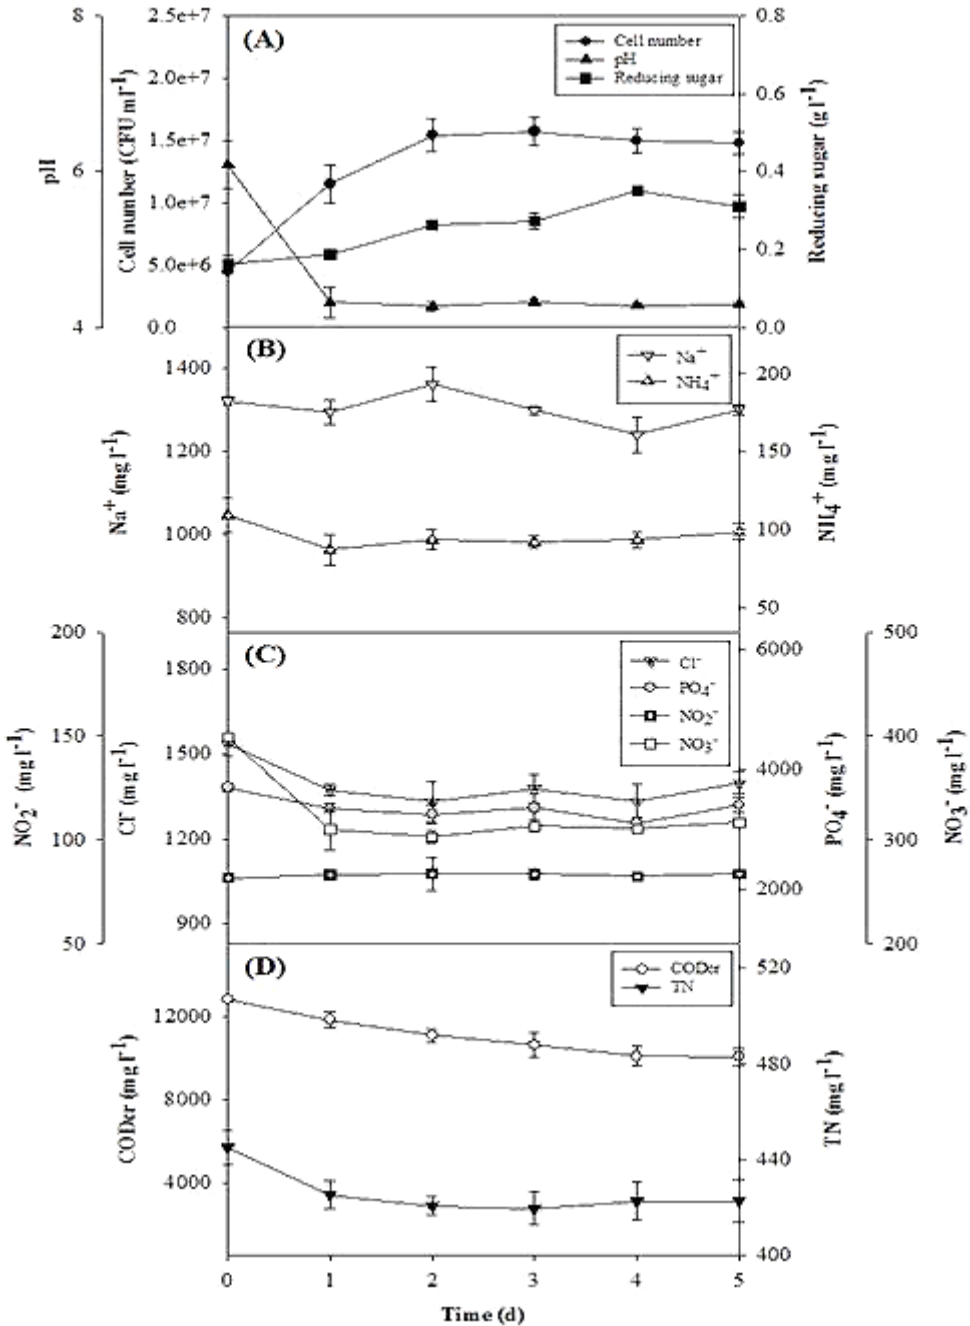 (A)
Cell number
pH
Reducing sugar
pH
8
6
4
Cell number (CFU ml⁻¹)
2.5e+7
2.0e+7
1.5e+7
1.0e+7
5.0e+6
0.0
Reducing sugar (g l⁻¹)
0.8
0.6
0.4
0.2
0.0
(B)
Na⁺
NH₄⁺
Na⁺ (mg l⁻¹)
1400
1200
1000
800
NH₄⁺ (mg l⁻¹)
200
150
100
50
(C)
Cl⁻
PO₄⁻
NO₂⁻
NO₃⁻
NO₂⁻ (mg l⁻¹)
200
150
100
50
Cl⁻ (mg l⁻¹)
1800
1500
1200
900
PO₄⁻ (mg l⁻¹)
6000
4000
2000
NO₃⁻ (mg l⁻¹)
500
400
300
200
(D)
CODcr
TN
CODcr (mg l⁻¹)
12000
8000
4000
TN (mg l⁻¹)
520
480
440
400
0 1 2 3 4 5
Time (d)